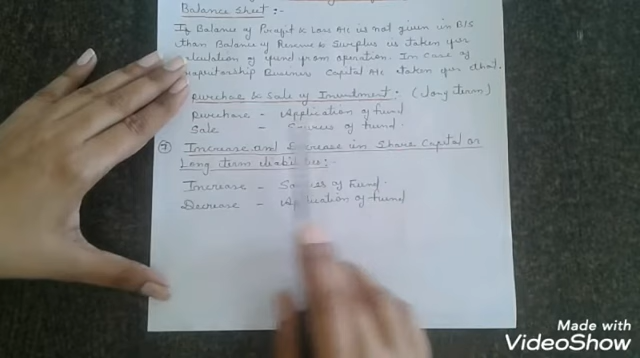 Balance Sheet :-
If Balance of Profit & Loss A/c is not given in B/S
than Balance of Reserve & Surplus is taken for
calculation of fund from operation. In case of
Business Capital A/c taken for that.
& Sale of Investment. (long term)
Purchase - Application of fund
Sale - Sources of fund.
⑦ Increase and Decrease in Share Capital or
Long term liabilities:-
Increase - Sources of Fund.
Decrease - Application of fund
Made with
VideoShow